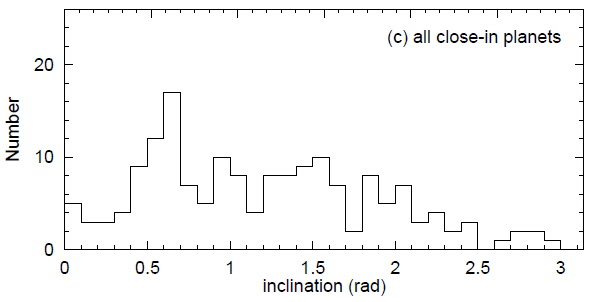 (c) all close-in planets
Number
20
10
0
0 0.5 1 1.5 2 2.5 3
inclination (rad)